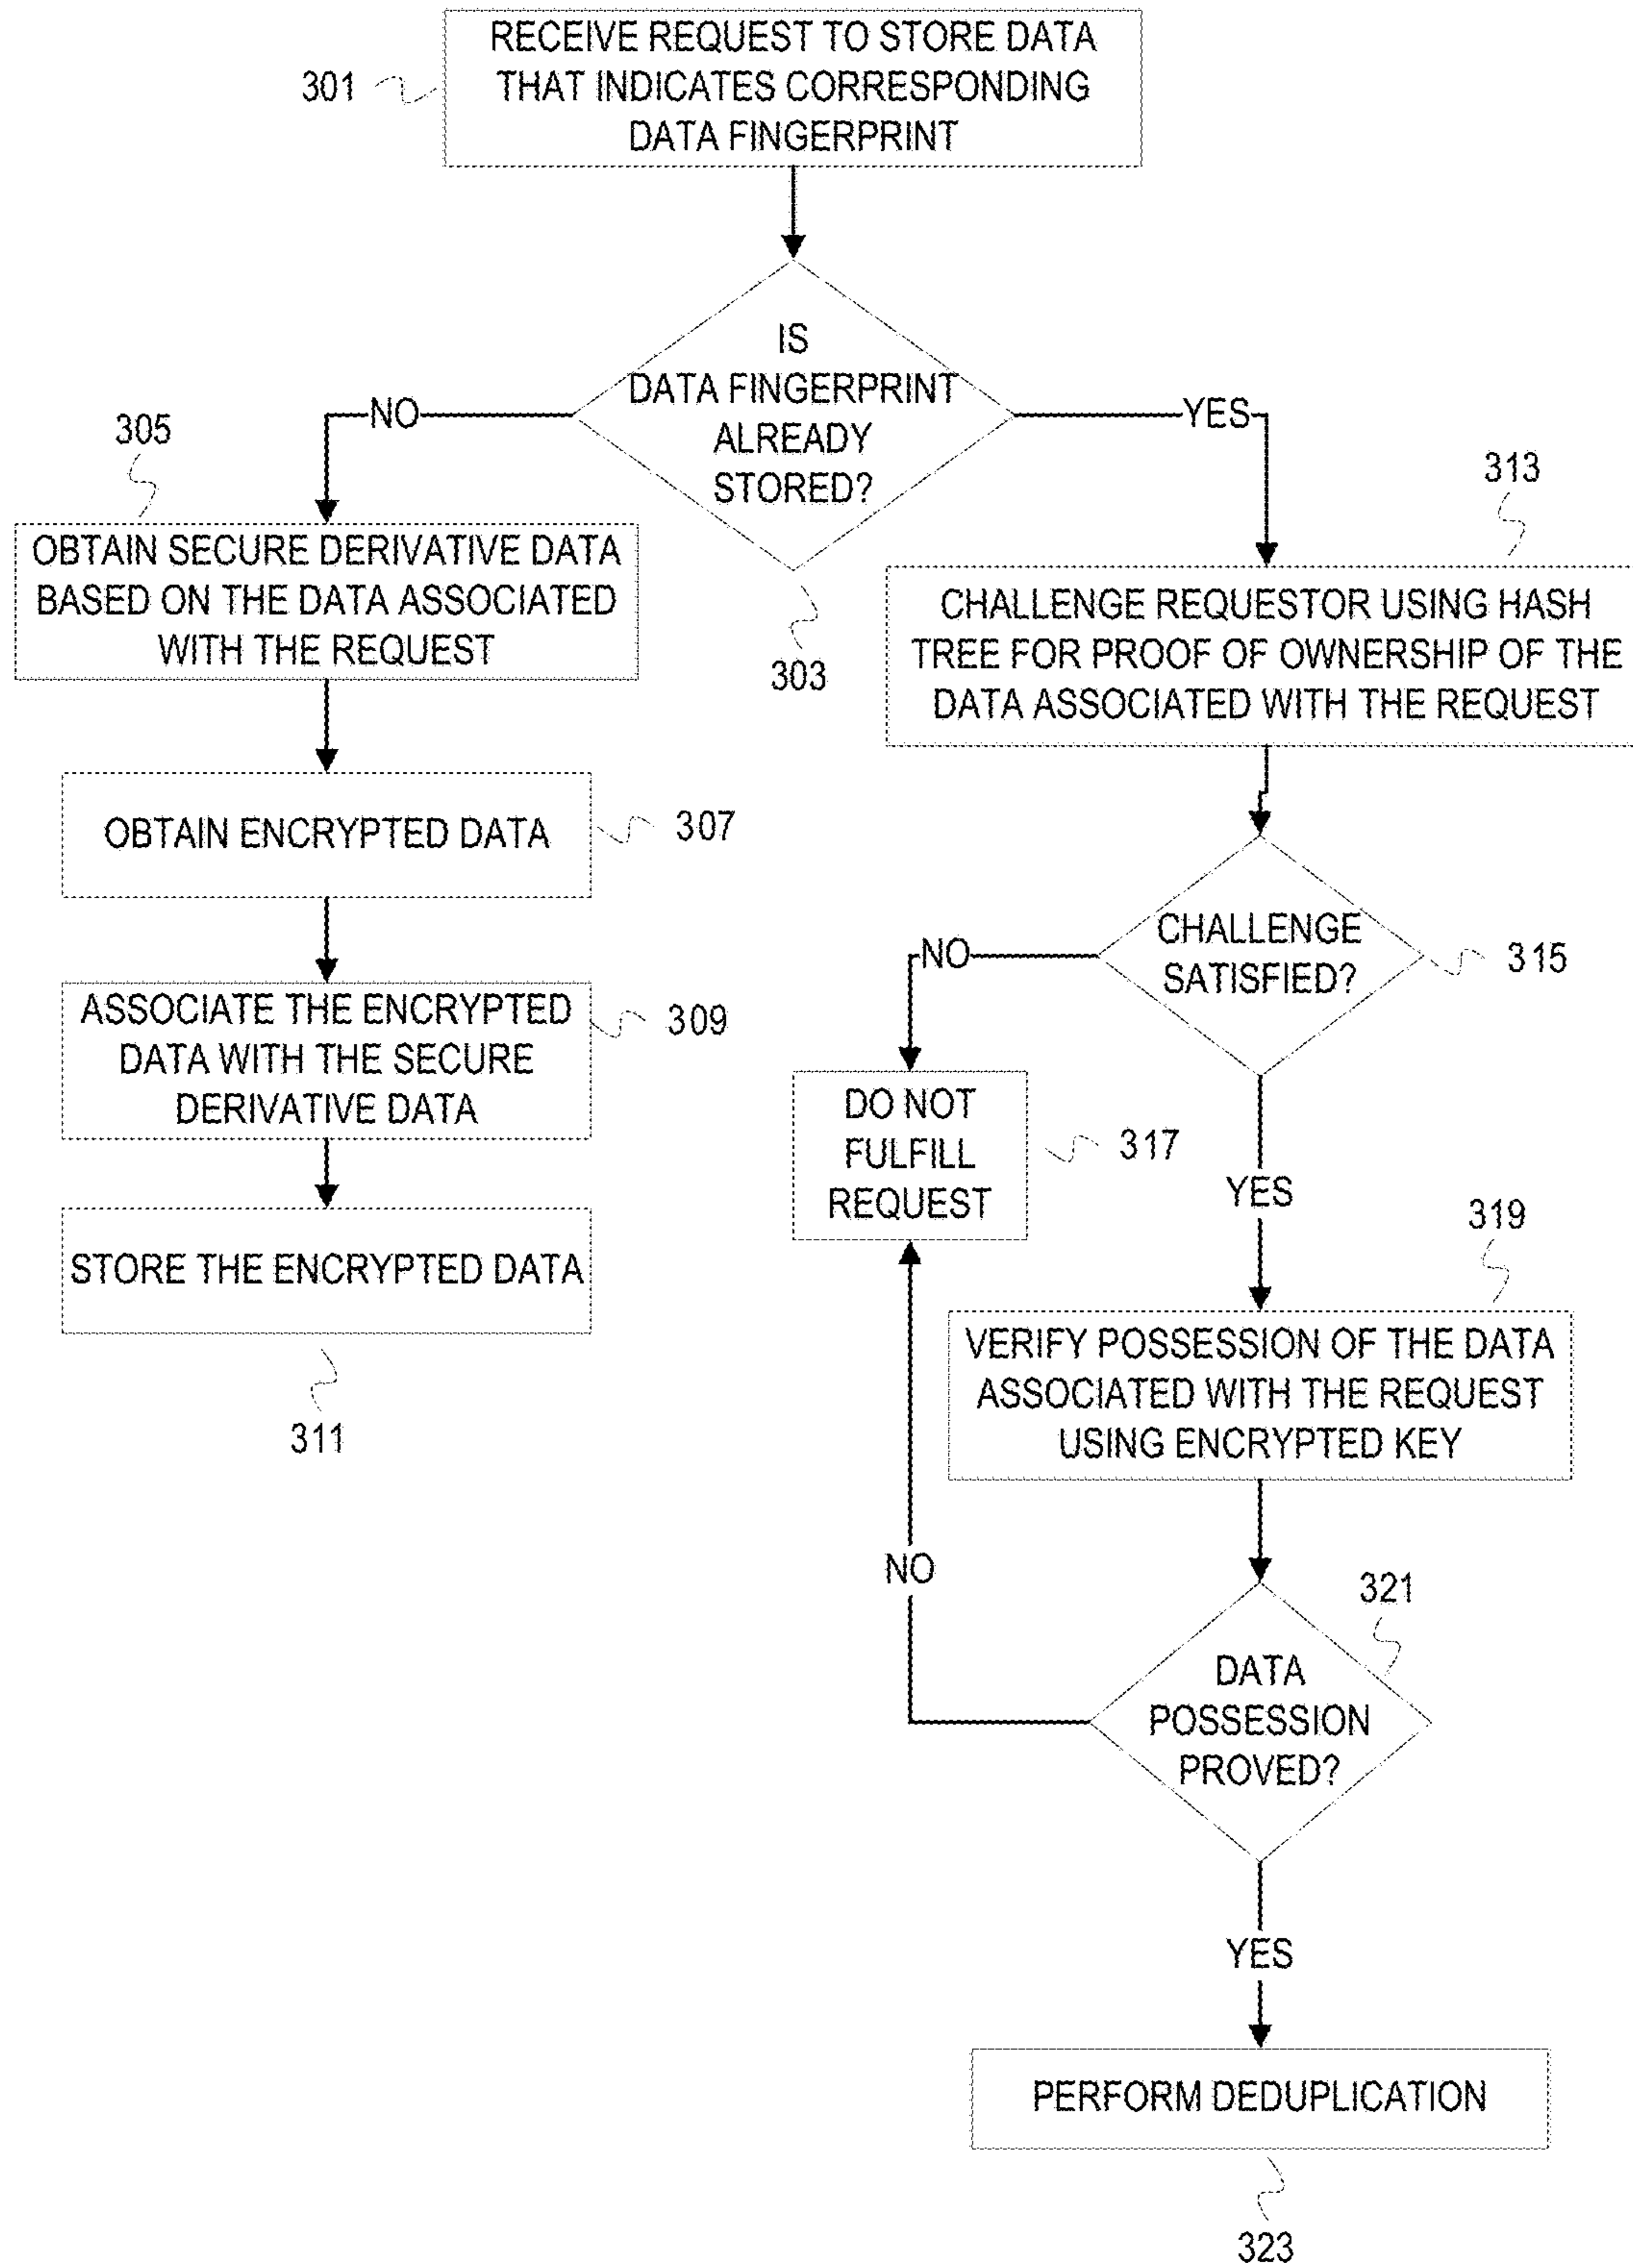 RECEIVE REQUEST TO STORE DATA
THAT INDICATES CORRESPONDING
DATA FINGERPRINT
301
IS
DATA FINGERPRINT
ALREADY
STORED?
303
NO
YES
305
OBTAIN SECURE DERIVATIVE DATA
BASED ON THE DATA ASSOCIATED
WITH THE REQUEST
OBTAIN ENCRYPTED DATA
307
ASSOCIATE THE ENCRYPTED
DATA WITH THE SECURE
DERIVATIVE DATA
309
STORE THE ENCRYPTED DATA
311
313
CHALLENGE REQUESTOR USING HASH
TREE FOR PROOF OF OWNERSHIP OF THE
DATA ASSOCIATED WITH THE REQUEST
CHALLENGE
SATISFIED?
315
NO
DO NOT
FULFILL
REQUEST
317
YES
319
VERIFY POSSESSION OF THE DATA
ASSOCIATED WITH THE REQUEST
USING ENCRYPTED KEY
NO
321
DATA
POSSESSION
PROVED?
YES
PERFORM DEDUPLICATION
323